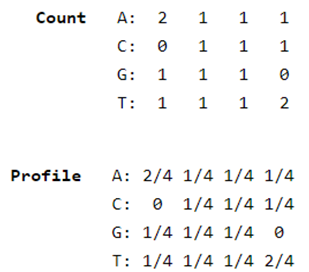 Count A: 2 1 1 1
C: 0 1 1 1
G: 1 1 1 0
T: 1 1 1 2
Profile A: 2/4 1/4 1/4 1/4
C: 0 1/4 1/4 1/4
G: 1/4 1/4 1/4 0
T: 1/4 1/4 1/4 2/4